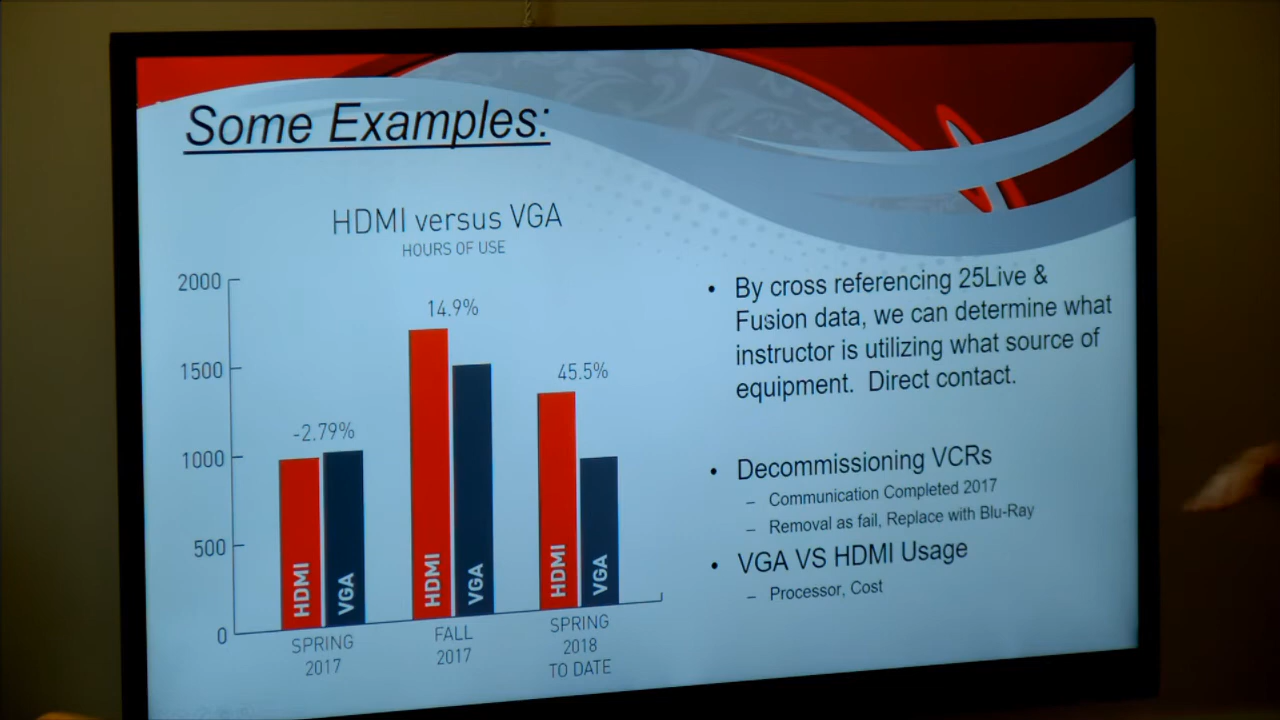 Some Examples:
HDMI versus VGA
HOURS OF USE
2000
1500
1000
500
0
-2.79%
14.9%
45.5%
HDMI
VGA
HDMI
VGA
HDMI
VGA
SPRING
2017
FALL
2017
SPRING
2018
TO DATE
• By cross referencing 25Live &
Fusion data, we can determine what
instructor is utilizing what source of
equipment. Direct contact.
• Decommissioning VCRs
– Communication Completed 2017
– Removal as fail, Replace with Blu-Ray
• VGA VS HDMI Usage
– Processor, Cost